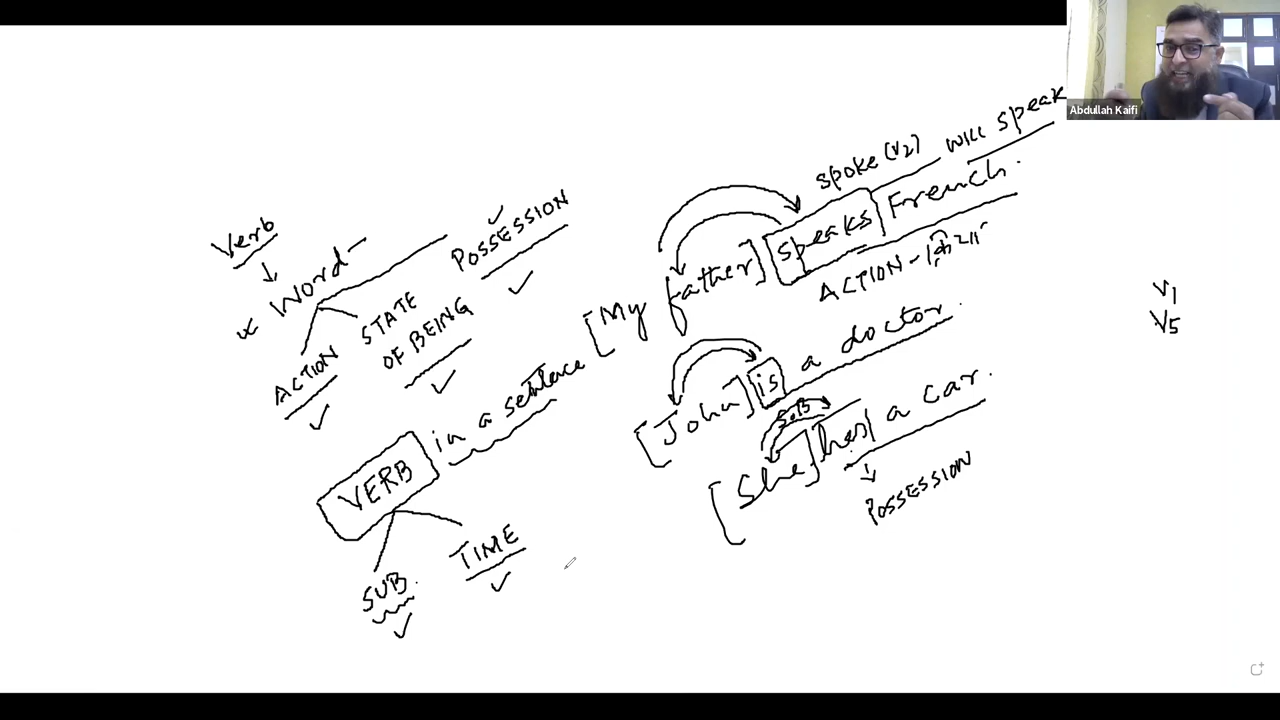 Abdullah Kaifi
Verb
Word
ACTION
STATE
OF BEING
POSSESSION
VERB in a sentence
SUB.
TIME
spoke (V2) will speak
[My father] speaks French.
ACTION -
[John] is a doctor.
SUB
[She] has a car.
POSSESSION
V1
V5